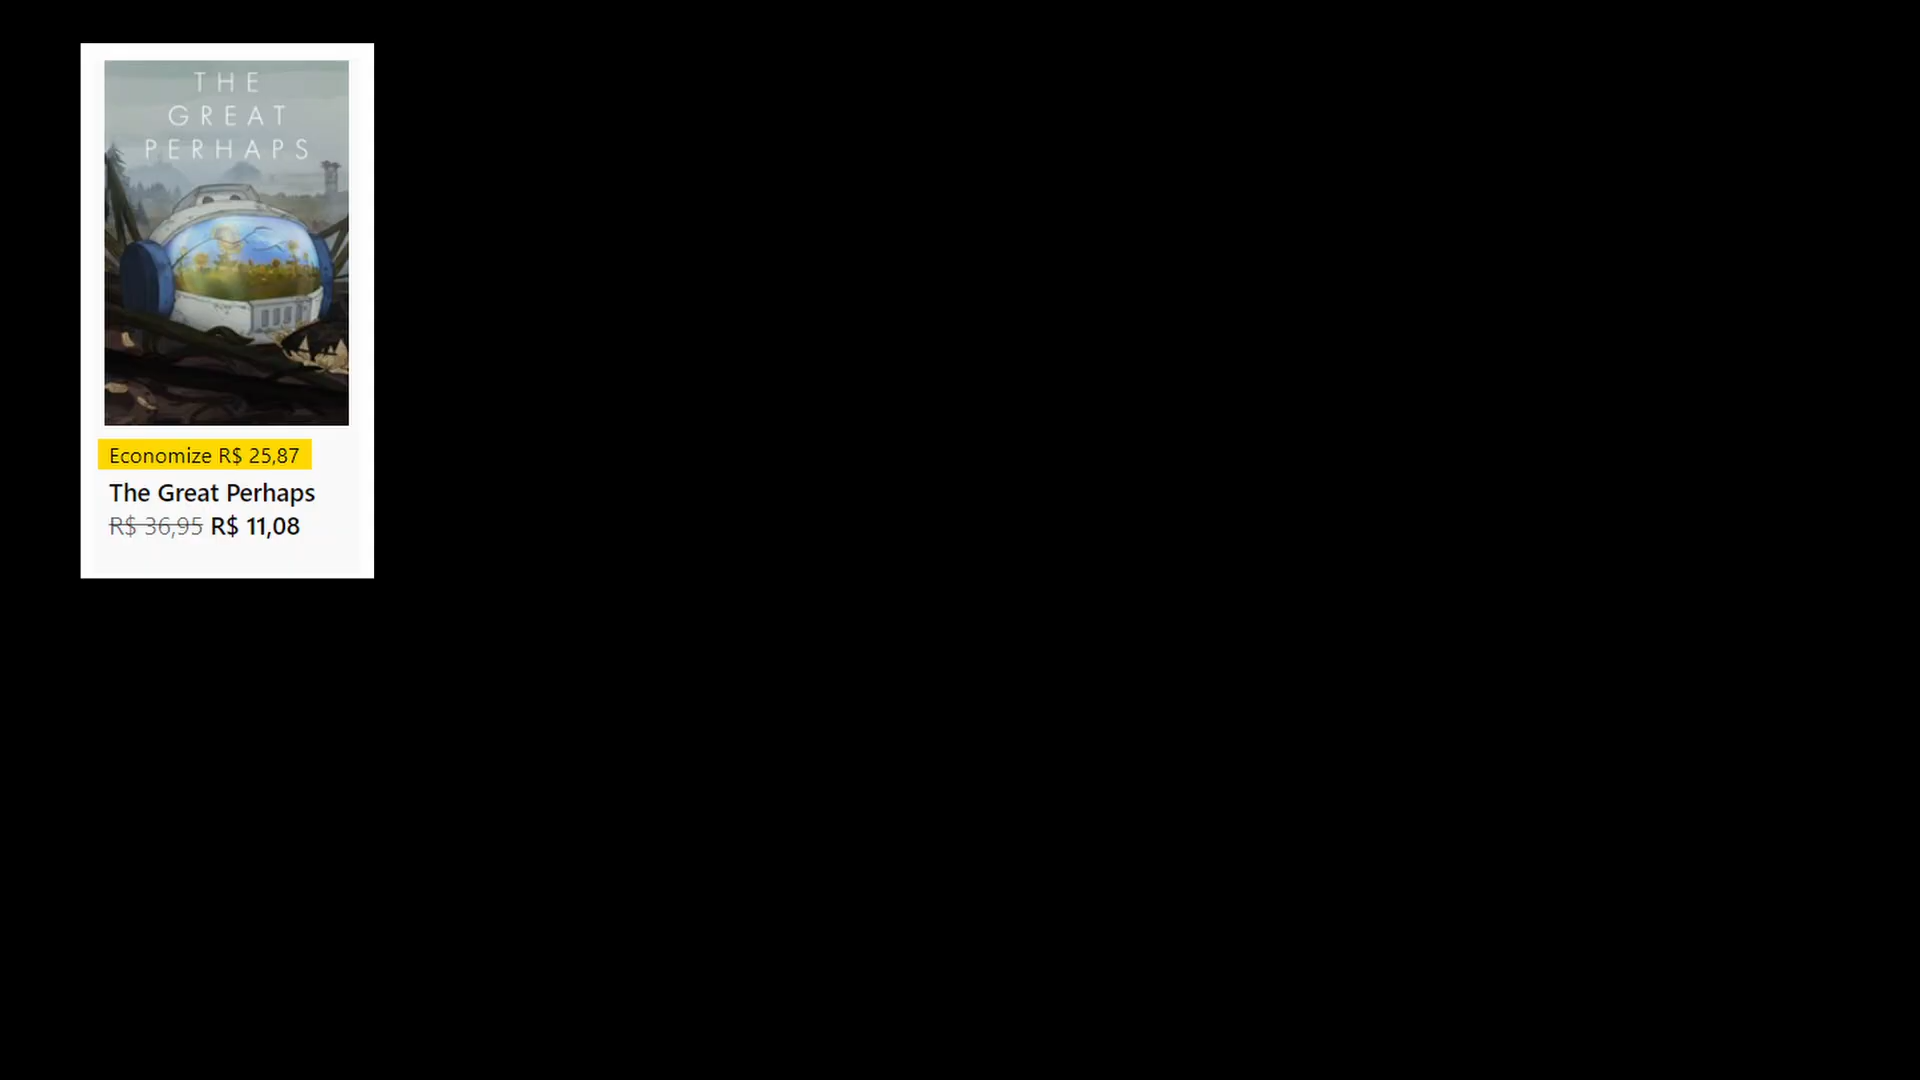 THE
GREAT
PERHAPS
Economize R$ 25,87
The Great Perhaps
R$ 36,95 R$ 11,08